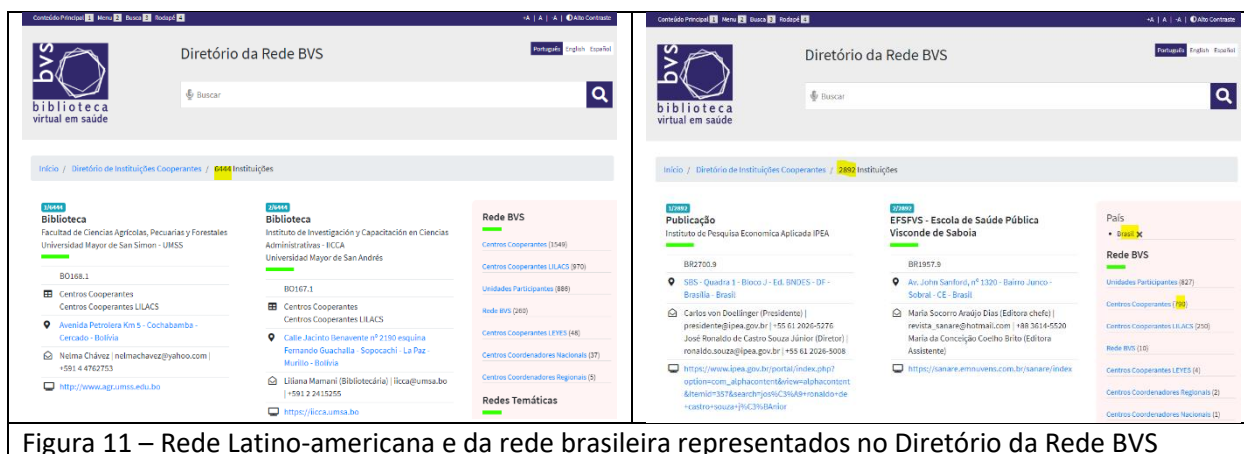 Conteúdo Principal 1 Menu 2 Busca 3 Rodapé 4
+A | A | -A | Alto Contraste
bvs
biblioteca
virtual em saúde
Diretório da Rede BVS
Português English Español
Buscar
Início / Diretório de Instituições Cooperantes / 6444 Instituições
1/6444
Biblioteca
Facultad de Ciencias Agrícolas, Pecuarias y Forestales
Universidad Mayor de San Simon - UMSS
BO168.1
Centros Cooperantes
Centros Cooperantes LILACS
Avenida Petrolera Km 5 - Cochabamba -
Cercado - Bolívia
Nelma Chávez | nelmachavez@yahoo.com |
+591 4 4762753
http://www.agr.umss.edu.bo
2/6444
Biblioteca
Instituto de Investigación y Capacitación en Ciencias
Administrativas - IICCA
Universidad Mayor de San Andrés
BO167.1
Centros Cooperantes
Centros Cooperantes LILACS
Calle Jacinto Benavente nº 2190 esquina
Fernando Guachalla - Sopocachi - La Paz -
Murillo - Bolívia
Liliana Mamani (Bibliotecária) | iicca@umsa.bo
| +591 2 2415255
https://iicca.umsa.bo
Rede BVS
Centros Cooperantes (1549)
Centros Cooperantes LILACS (970)
Unidades Participantes (886)
Rede BVS (260)
Centros Cooperantes LEYES (48)
Centros Coordenadores Nacionais (37)
Centros Coordenadores Regionais (5)
Redes Temáticas
Conteúdo Principal 1 Menu 2 Busca 3 Rodapé 4
+A | A | -A | Alto Contraste
bvs
biblioteca
virtual em saúde
Diretório da Rede BVS
Português English Español
Buscar
Início / Diretório de Instituições Cooperantes / 2892 Instituições
1/2892
Publicação
Instituto de Pesquisa Economica Aplicada IPEA
BR2700.9
SBS - Quadra 1 - Bloco J - Ed. BNDES - DF -
Brasília - Brasil
Carlos von Doellinger (Presidente) |
presidente@ipea.gov.br | +55 61 2026-5276
José Ronaldo de Castro Souza Júnior (Diretor) |
ronaldo.souza@ipea.gov.br | +55 61 2026-5008
https://www.ipea.gov.br/portal/index.php?
option=com_alphacontent&view=alphacontent
&Itemid=357&search=jos%C3%A9+ronaldo+de
+castro+souza+j%C3%BAnior
2/2892
EFSFVS - Escola de Saúde Pública
Visconde de Saboia
BR1957.9
Av. John Sanford, nº 1320 - Bairro Junco -
Sobral - CE - Brasil
Maria Socorro Araújo Dias (Editora chefe) |
revista_sanare@hotmail.com | +88 3614-5520
Maria da Conceição Coelho Brito (Editora
Assistente)
https://sanare.emnuvens.com.br/sanare/index
País
Brasil
Rede BVS
Unidades Participantes (827)
Centros Cooperantes (790)
Centros Cooperantes LILACS (250)
Rede BVS (10)
Centros Cooperantes LEYES (4)
Centros Coordenadores Regionais (2)
Centros Coordenadores Nacionais (1)
Figura 11 – Rede Latino-americana e da rede brasileira representados no Diretório da Rede BVS